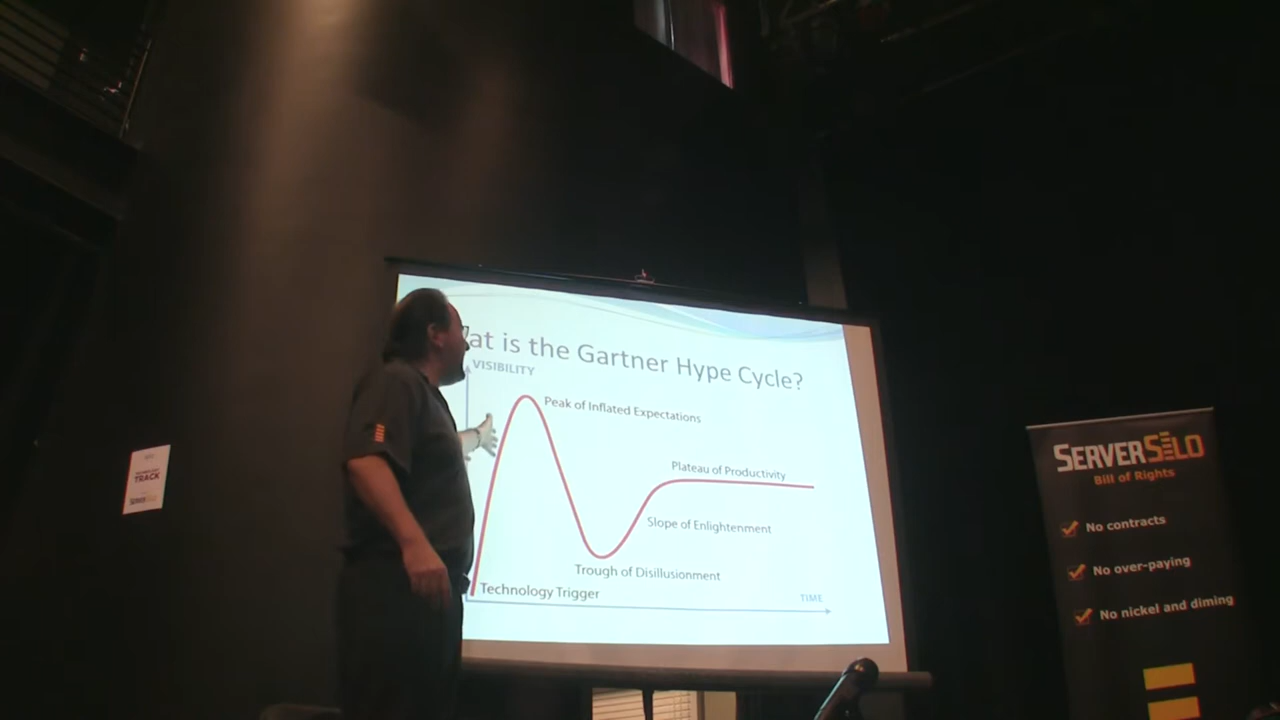 at is the Gartner Hype Cycle?
VISIBILITY
Peak of Inflated Expectations
Plateau of Productivity
Slope of Enlightenment
Trough of Disillusionment
Technology Trigger
TIME
TRACK
SERVERSILO
Bill of Rights
No contracts
No over-paying
No nickel and diming